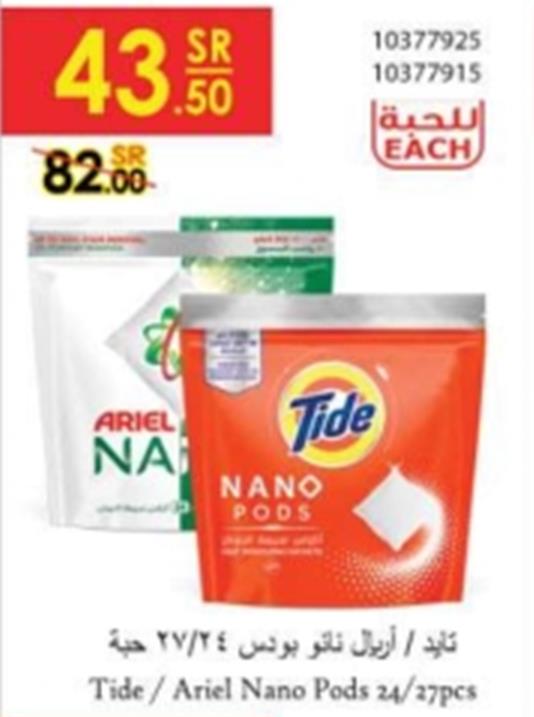 43.50 SR
10377925
10377915
للحبة
EACH
82.00 SR
ARIEL
NA
Tide
NANO
PODS
تايد / أريال نانو بودس ٢٧/٢٤ حبة
Tide / Ariel Nano Pods 24/27pcs